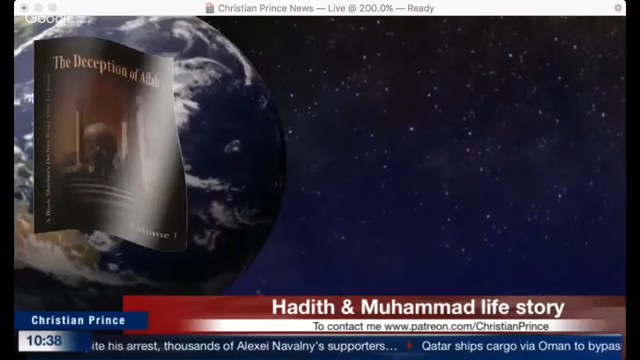 Christian Prince News — Live @ 200.0% — Ready
Google
The Deception of Allah
Volume 1
Hadith & Muhammad life story
To contact me www.patreon.com/ChristianPrince
Christian Prince
10:38
ite his arrest, thousands of Alexei Navalny's supporters... Qatar ships cargo via Oman to bypas